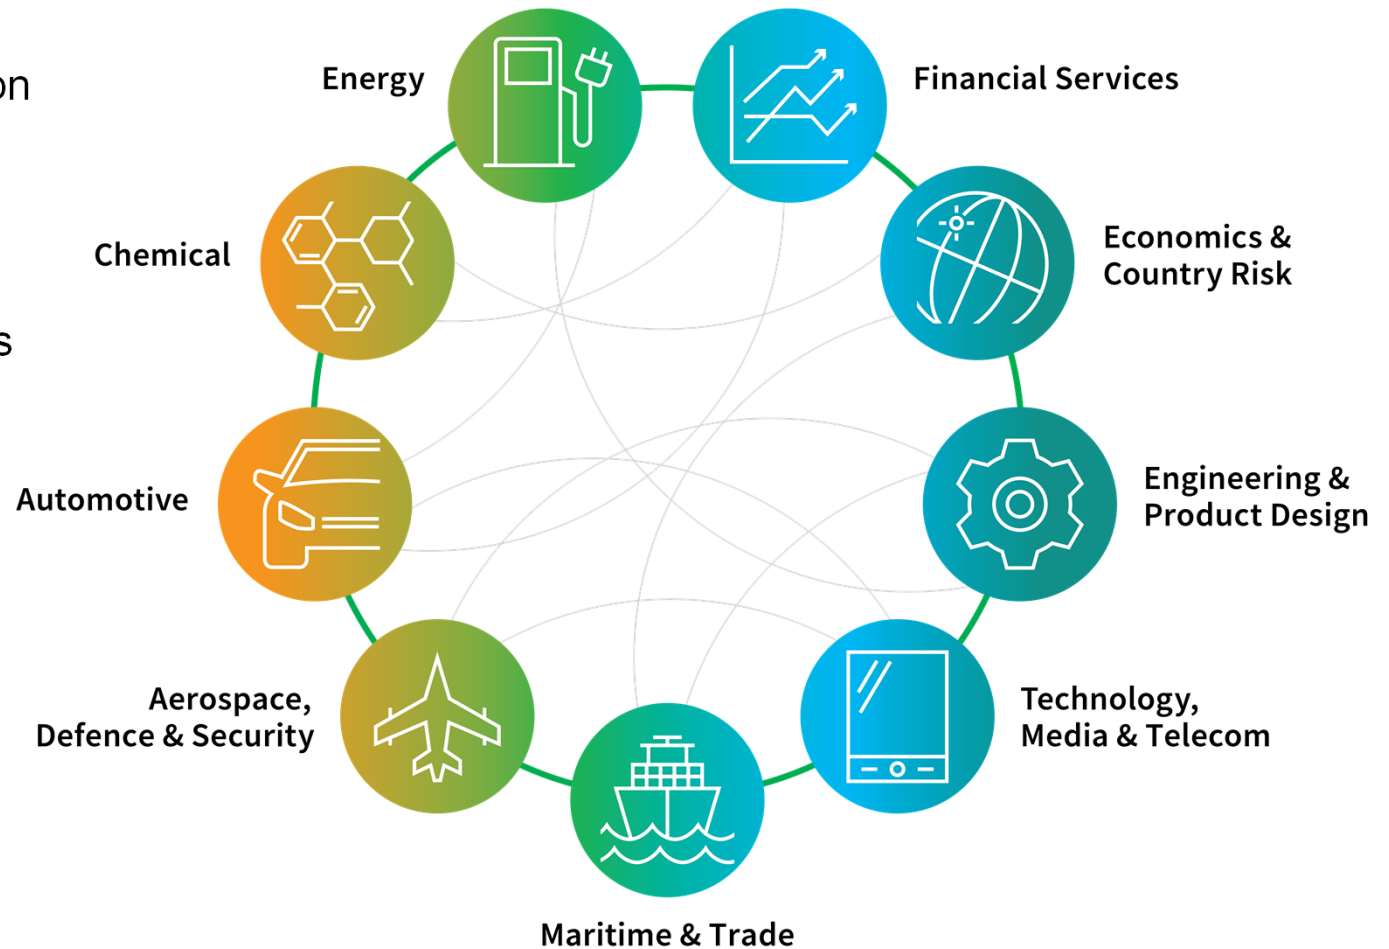 on
s
Energy
Financial Services
Economics &
Country Risk
Engineering &
Product Design
Technology,
Media & Telecom
Maritime & Trade
Aerospace,
Defence & Security
Automotive
Chemical